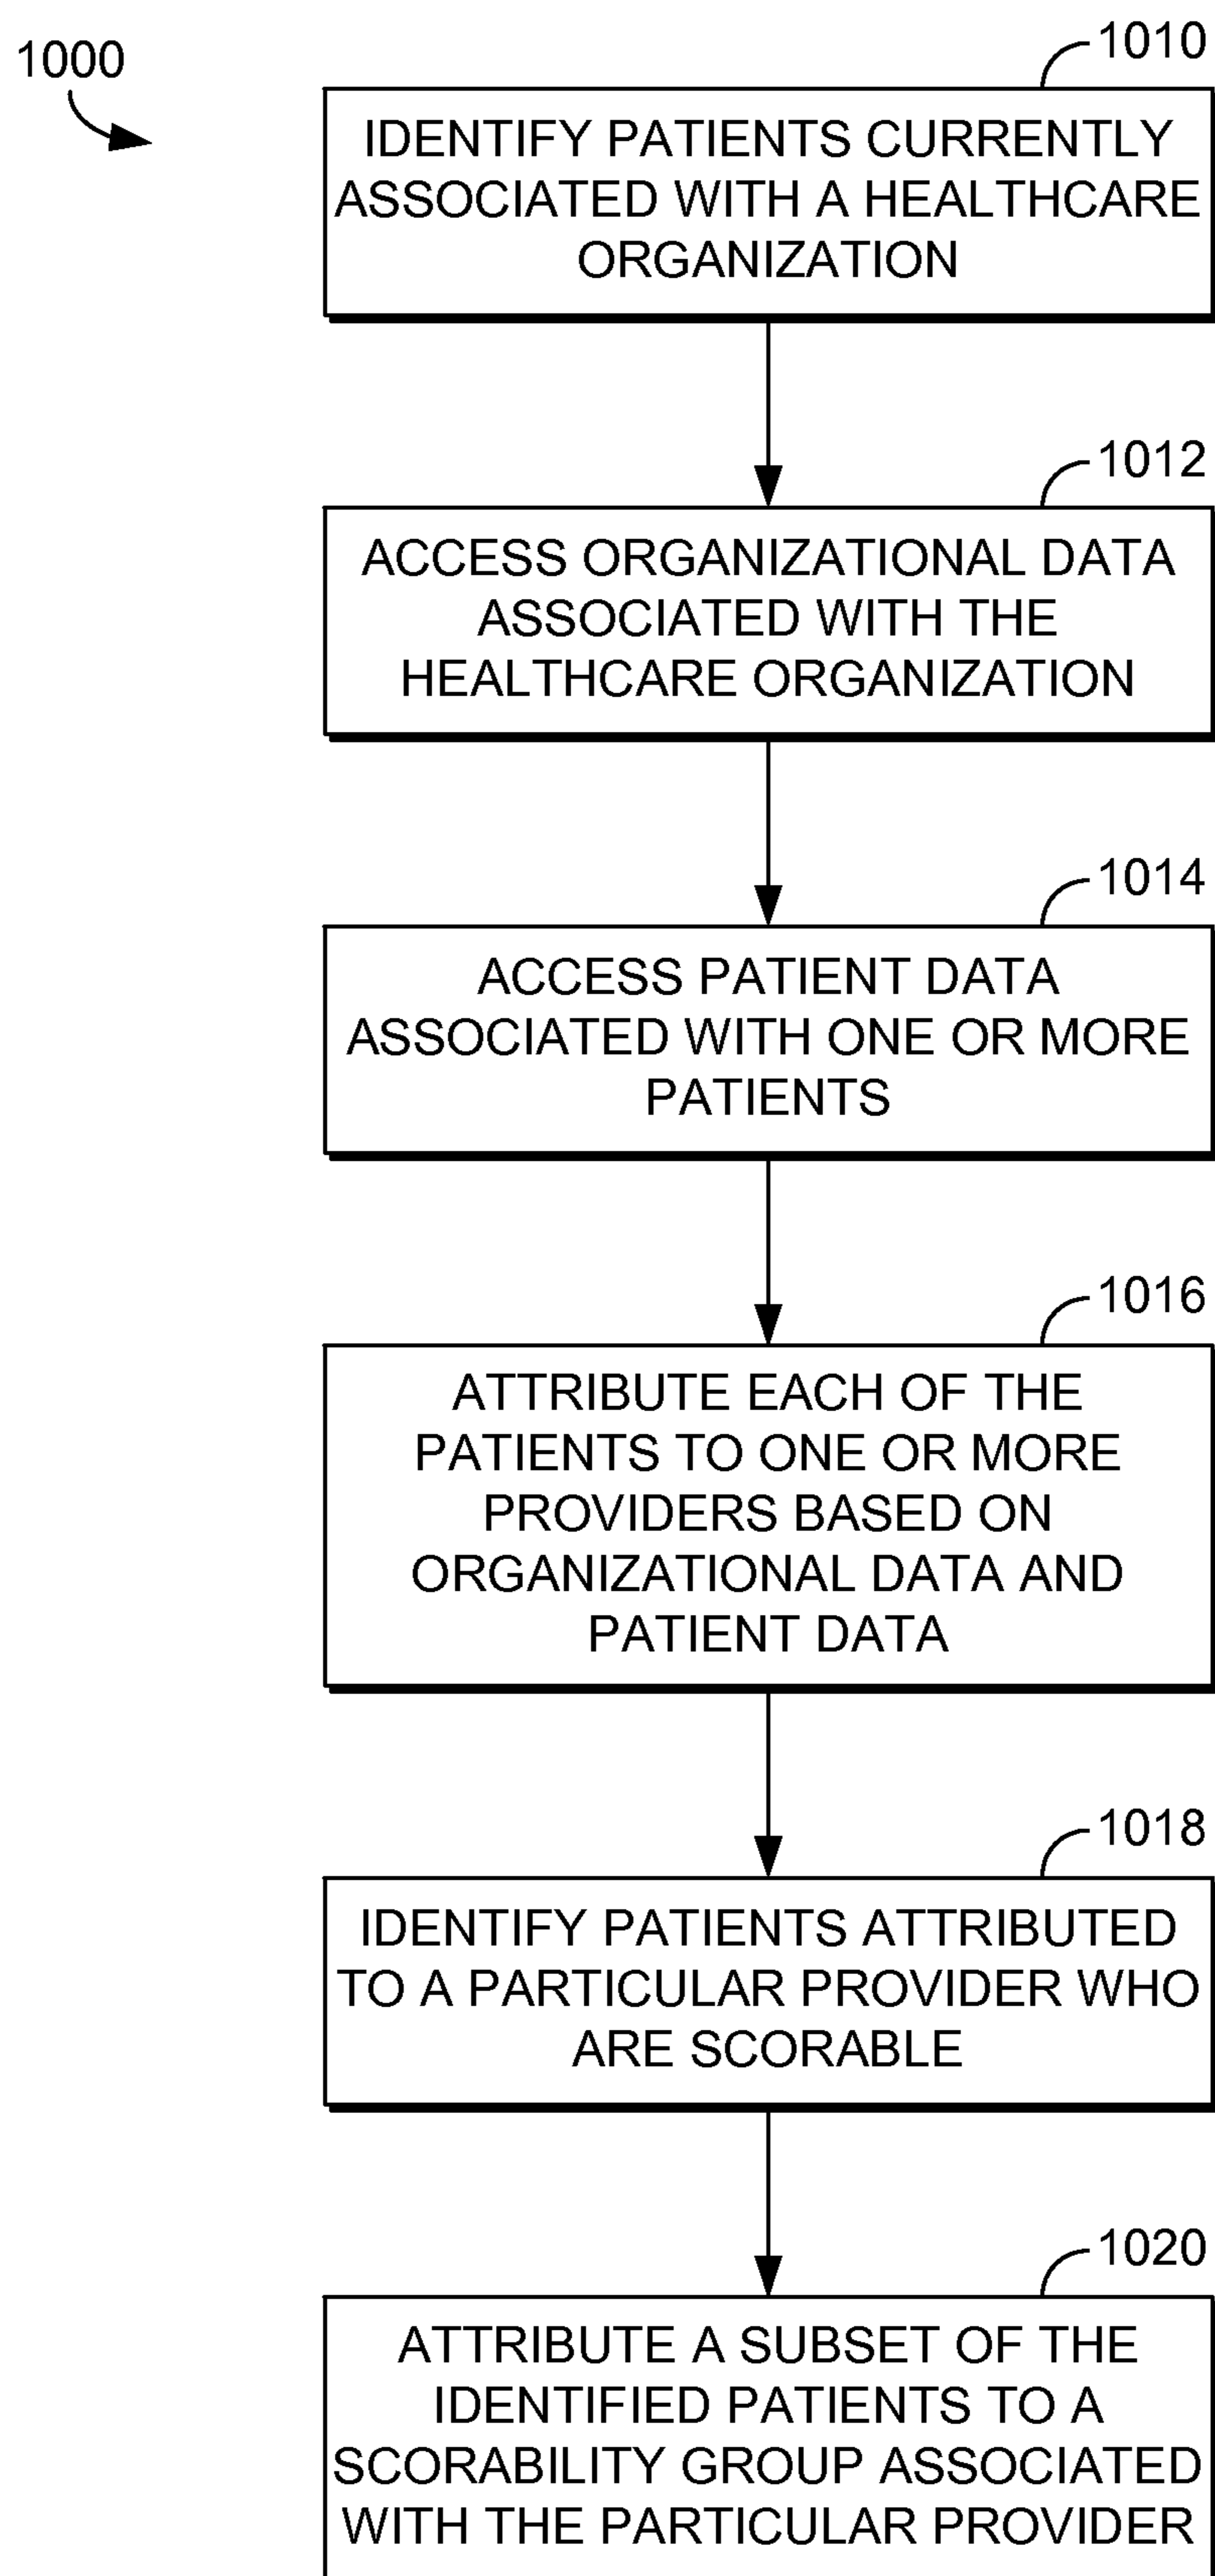 1000
1010
IDENTIFY PATIENTS CURRENTLY
ASSOCIATED WITH A HEALTHCARE
ORGANIZATION
1012
ACCESS ORGANIZATIONAL DATA
ASSOCIATED WITH THE
HEALTHCARE ORGANIZATION
1014
ACCESS PATIENT DATA
ASSOCIATED WITH ONE OR MORE
PATIENTS
1016
ATTRIBUTE EACH OF THE
PATIENTS TO ONE OR MORE
PROVIDERS BASED ON
ORGANIZATIONAL DATA AND
PATIENT DATA
1018
IDENTIFY PATIENTS ATTRIBUTED
TO A PARTICULAR PROVIDER WHO
ARE SCORABLE
1020
ATTRIBUTE A SUBSET OF THE
IDENTIFIED PATIENTS TO A
SCORABILITY GROUP ASSOCIATED
WITH THE PARTICULAR PROVIDER